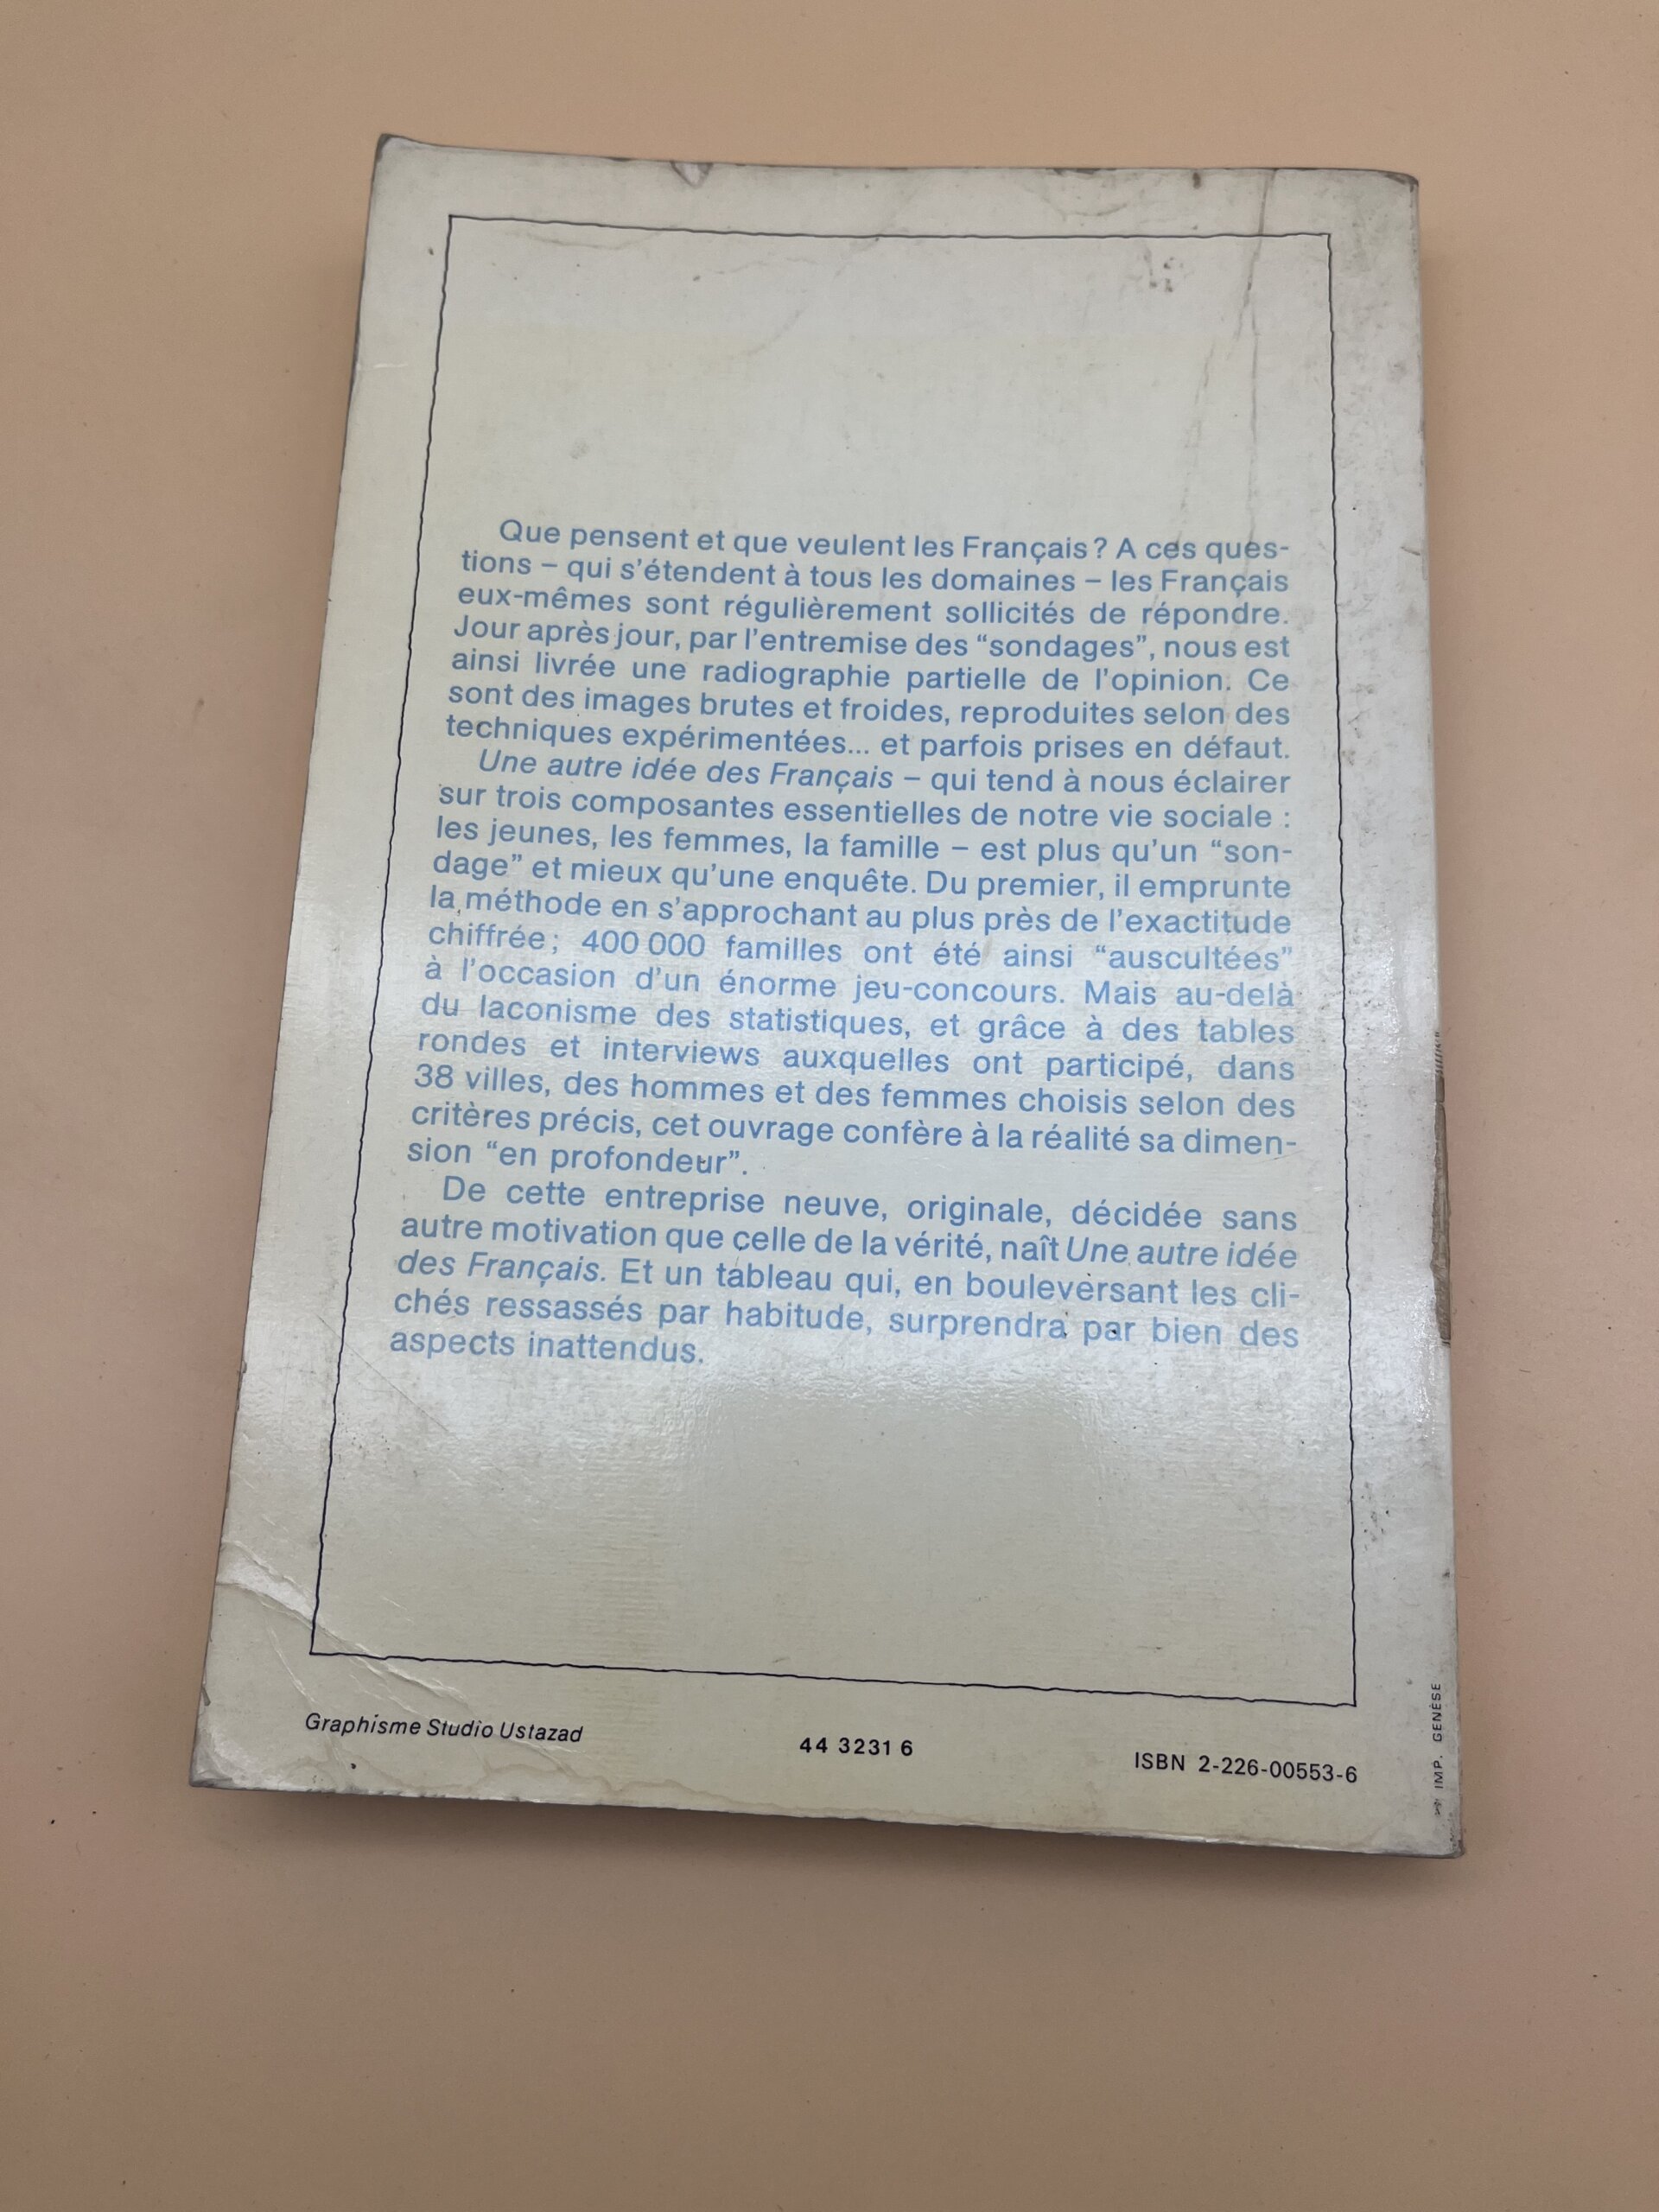 Que pensent et que veulent les Français ? A ces ques-
tions – qui s'étendent à tous les domaines – les Français
eux-mêmes sont régulièrement sollicités de répondre.
Jour après jour, par l'entremise des “sondages”, nous est
ainsi livrée une radiographie partielle de l'opinion. Ce
sont des images brutes et froides, reproduites selon des
techniques expérimentées... et parfois prises en défaut.
Une autre idée des Français – qui tend à nous éclairer
sur trois composantes essentielles de notre vie sociale :
les jeunes, les femmes, la famille – est plus qu'un “son-
dage” et mieux qu'une enquête. Du premier, il emprunte
la méthode en s'approchant au plus près de l'exactitude
chiffrée ; 400 000 familles ont été ainsi “auscultées”
à l'occasion d'un énorme jeu-concours. Mais au-delà
du laconisme des statistiques, et grâce à des tables
rondes et interviews auxquelles ont participé, dans
38 villes, des hommes et des femmes choisis selon des
critères précis, cet ouvrage confère à la réalité sa dimen-
sion “en profondeur”.
De cette entreprise neuve, originale, décidée sans
autre motivation que celle de la vérité, naît Une autre idée
des Français. Et un tableau qui, en bouleversant les cli-
chés ressassés par habitude, surprendra par bien des
aspects inattendus.
Graphisme Studio Ustazad
44 3231 6
ISBN 2-226-00553-6
IMP. GENÈSE